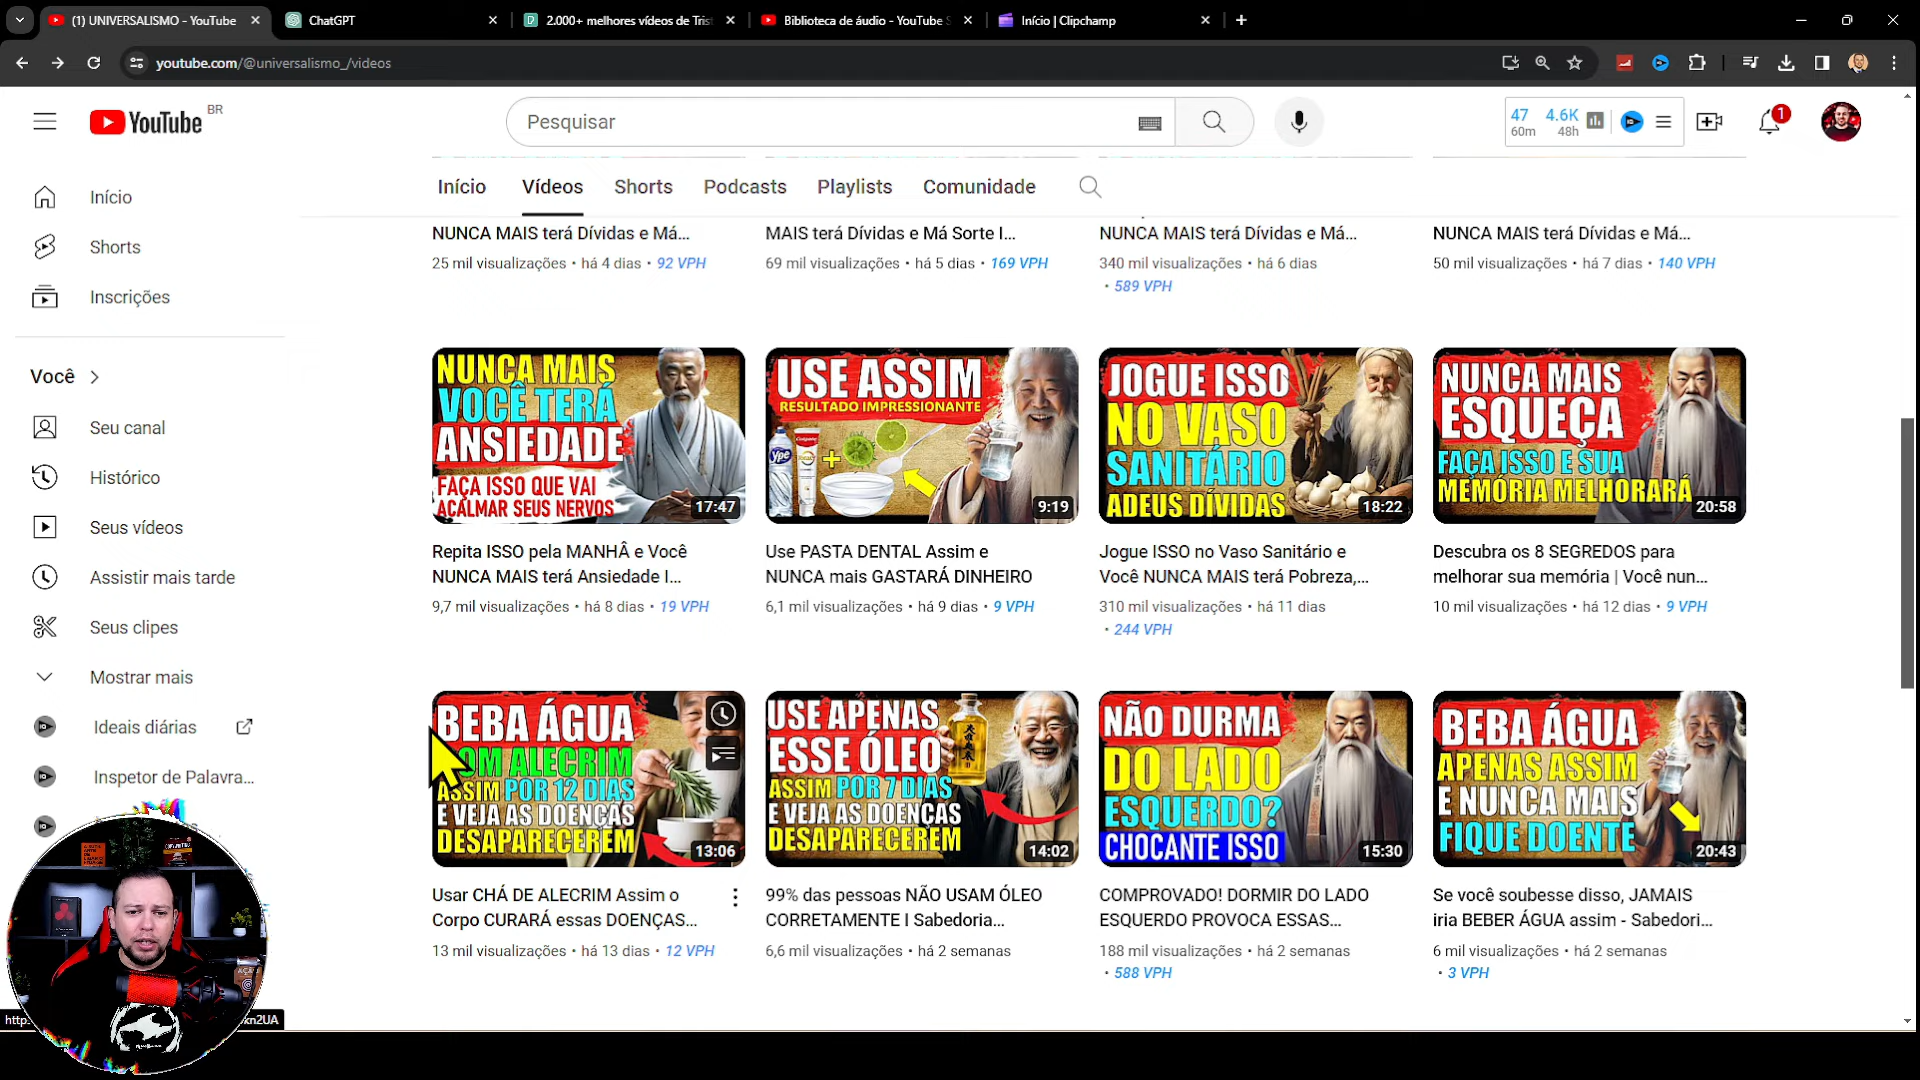 (1) UNIVERSALISMO - YouTube
ChatGPT
2.000+ melhores vídeos de Trist
Biblioteca de áudio - YouTube S
Início | Clipchamp
youtube.com/@universalismo_/videos
YouTube
BR
Pesquisar
47
60m
4.6K
48h
1
Início
Vídeos
Shorts
Podcasts
Playlists
Comunidade
Início
Shorts
Inscrições
Você
Seu canal
Histórico
Seus vídeos
Assistir mais tarde
Seus clipes
Mostrar mais
Ideais diárias
Inspetor de Palavra...
NUNCA MAIS terá Dívidas e Má...
25 mil visualizações • há 4 dias • 92 VPH
MAIS terá Dívidas e Má Sorte I...
69 mil visualizações • há 5 dias • 169 VPH
NUNCA MAIS terá Dívidas e Má...
340 mil visualizações • há 6 dias
• 589 VPH
NUNCA MAIS terá Dívidas e Má...
50 mil visualizações • há 7 dias • 140 VPH
NUNCA MAIS
VOCÊ TERÁ
ANSIEDADE
FAÇA ISSO QUE VAI
ACALMAR SEUS NERVOS
17:47
Repita ISSO pela MANHÃ e Você
NUNCA MAIS terá Ansiedade I...
9,7 mil visualizações • há 8 dias • 19 VPH
USE ASSIM
RESULTADO IMPRESSIONANTE
Ypê
+
9:19
Use PASTA DENTAL Assim e
NUNCA mais GASTARÁ DINHEIRO
6,1 mil visualizações • há 9 dias • 9 VPH
JOGUE ISSO
NO VASO
SANITÁRIO
ADEUS DÍVIDAS
18:22
Jogue ISSO no Vaso Sanitário e
Você NUNCA MAIS terá Pobreza,...
310 mil visualizações • há 11 dias
• 244 VPH
NUNCA MAIS
ESQUEÇA
FAÇA ISSO E SUA
MEMÓRIA MELHORARÁ
20:58
Descubra os 8 SEGREDOS para
melhorar sua memória | Você nun...
10 mil visualizações • há 12 dias • 9 VPH
BEBA ÁGUA
COM ALECRIM
ASSIM POR 12 DIAS
E VEJA AS DOENÇAS
DESAPARECEREM
13:06
Usar CHÁ DE ALECRIM Assim o
Corpo CURARÁ essas DOENÇAS...
13 mil visualizações • há 13 dias • 12 VPH
USE APENAS
ESSE ÓLEO
ASSIM POR 7 DIAS
E VEJA AS DOENÇAS
DESAPARECEREM
14:02
99% das pessoas NÃO USAM ÓLEO
CORRETAMENTE I Sabedoria...
6,6 mil visualizações • há 2 semanas
NÃO DURMA
DO LADO
ESQUERDO?
CHOCANTE ISSO
15:30
COMPROVADO! DORMIR DO LADO
ESQUERDO PROVOCA ESSAS...
188 mil visualizações • há 2 semanas
• 588 VPH
BEBA ÁGUA
APENAS ASSIM
E NUNCA MAIS
FIQUE DOENTE
20:43
Se você soubesse disso, JAMAIS
iria BEBER ÁGUA assim - Sabedori...
6 mil visualizações • há 2 semanas
• 3 VPH